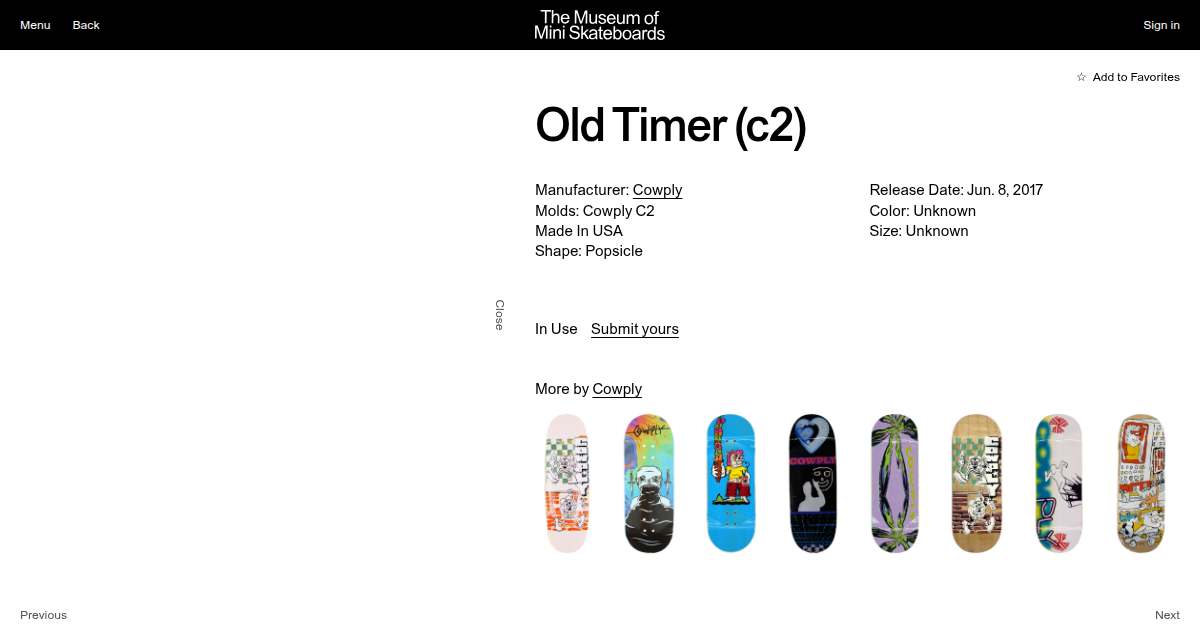 Menu
Back
The Museum of
Mini Skateboards
Sign in
☆ Add to Favorites
Old Timer (c2)
Manufacturer: Cowply
Molds: Cowply C2
Made In USA
Shape: Popsicle
Release Date: Jun. 8, 2017
Color: Unknown
Size: Unknown
Close
In Use
Submit yours
More by Cowply
COWPLY
Previous
Next